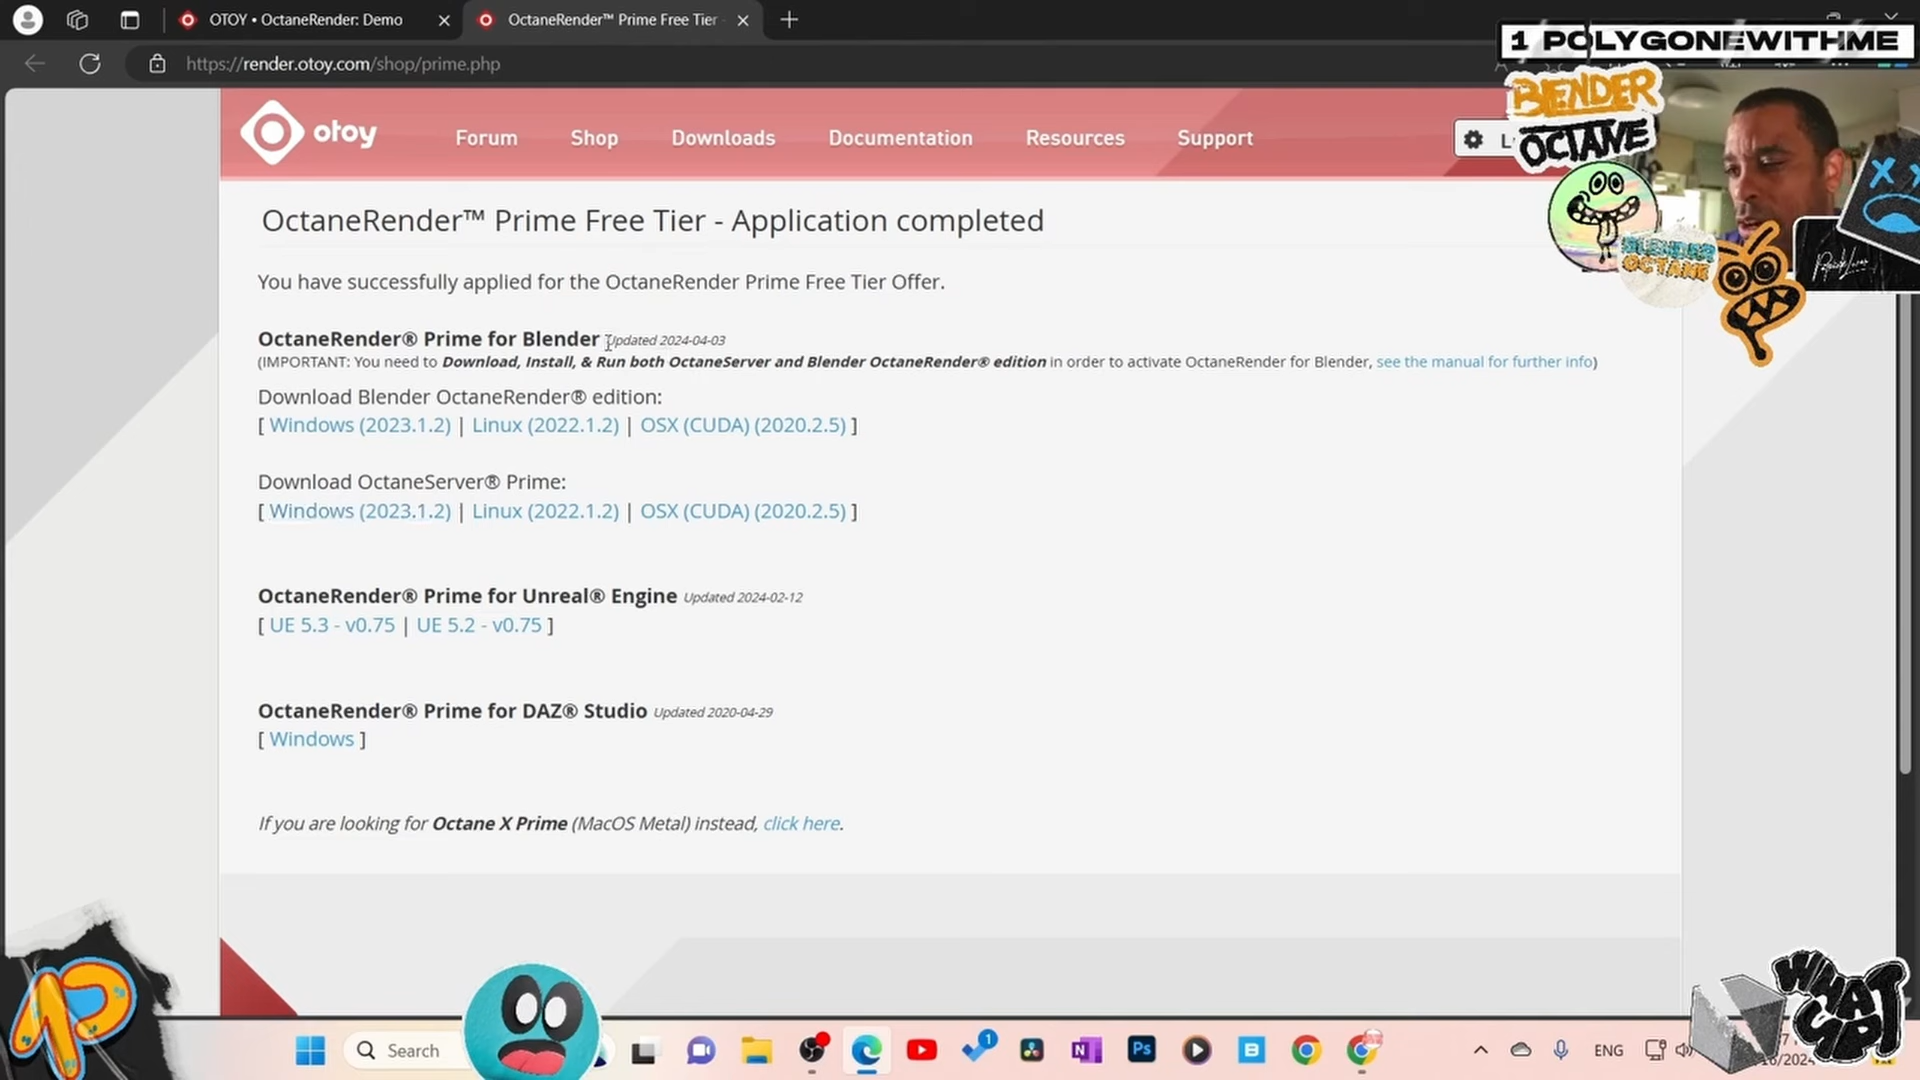 OTOY • OctaneRender: Demo
OctaneRender™ Prime Free Tier
1 POLYGONEWITHME
https://render.otoy.com/shop/prime.php
BLENDER
OCTANE
otoy
Forum
Shop
Downloads
Documentation
Resources
Support
OctaneRender™ Prime Free Tier - Application completed
You have successfully applied for the OctaneRender Prime Free Tier Offer.
BLENDER
OCTANE
OctaneRender® Prime for Blender Updated 2024-04-03
(IMPORTANT: You need to Download, Install, & Run both OctaneServer and Blender OctaneRender® edition in order to activate OctaneRender for Blender, see the manual for further info)
Download Blender OctaneRender® edition:
[ Windows (2023.1.2) | Linux (2022.1.2) | OSX (CUDA) (2020.2.5) ]
Download OctaneServer® Prime:
[ Windows (2023.1.2) | Linux (2022.1.2) | OSX (CUDA) (2020.2.5) ]
OctaneRender® Prime for Unreal® Engine Updated 2024-02-12
[ UE 5.3 - v0.75 | UE 5.2 - v0.75 ]
OctaneRender® Prime for DAZ® Studio Updated 2020-04-29
[ Windows ]
If you are looking for Octane X Prime (MacOS Metal) instead, click here.
WHAT
UP!
Search
1
N
Ps
B
ENG